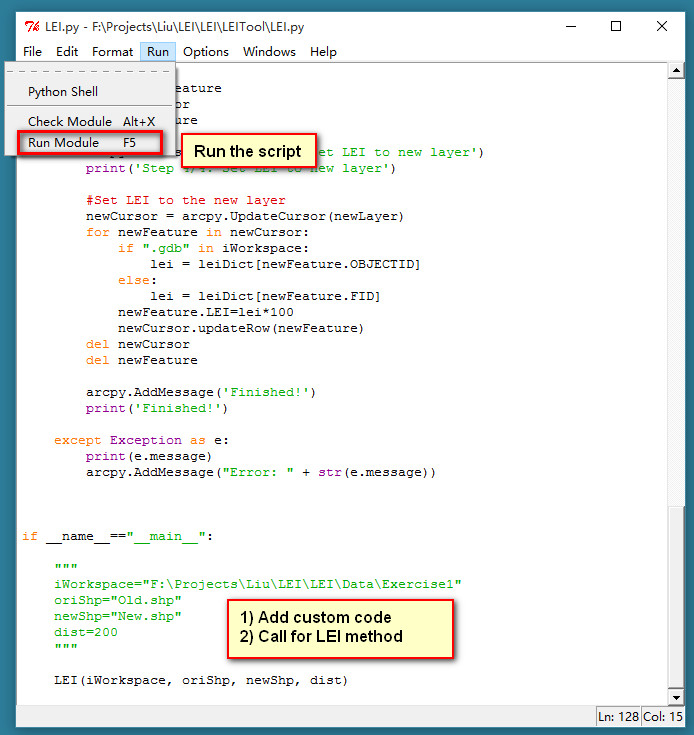 LEI.py - F:\Projects\Liu\LEI\LEI\LEITool\LEI.py
File Edit Format Run Options Windows Help
Python Shell
Check Module Alt+X
Run Module F5
Run the script
eature
or
ure
et LEI to new layer')
print('Step 4/4: Set LEI to new layer')
#Set LEI to the new layer
newCursor = arcpy.UpdateCursor(newLayer)
for newFeature in newCursor:
if ".gdb" in iWorkspace:
lei = leiDict[newFeature.OBJECTID]
else:
lei = leiDict[newFeature.FID]
newFeature.LEI=lei*100
newCursor.updateRow(newFeature)
del newCursor
del newFeature
arcpy.AddMessage('Finished!')
print('Finished!')
except Exception as e:
print(e.message)
arcpy.AddMessage("Error: " + str(e.message))
if __name__=="__main__":
"""
iWorkspace="F:\Projects\Liu\LEI\LEI\Data\Exercise1"
oriShp="Old.shp"
newShp="New.shp"
dist=200
"""
1) Add custom code
2) Call for LEI method
LEI(iWorkspace, oriShp, newShp, dist)
Ln: 128 Col: 15